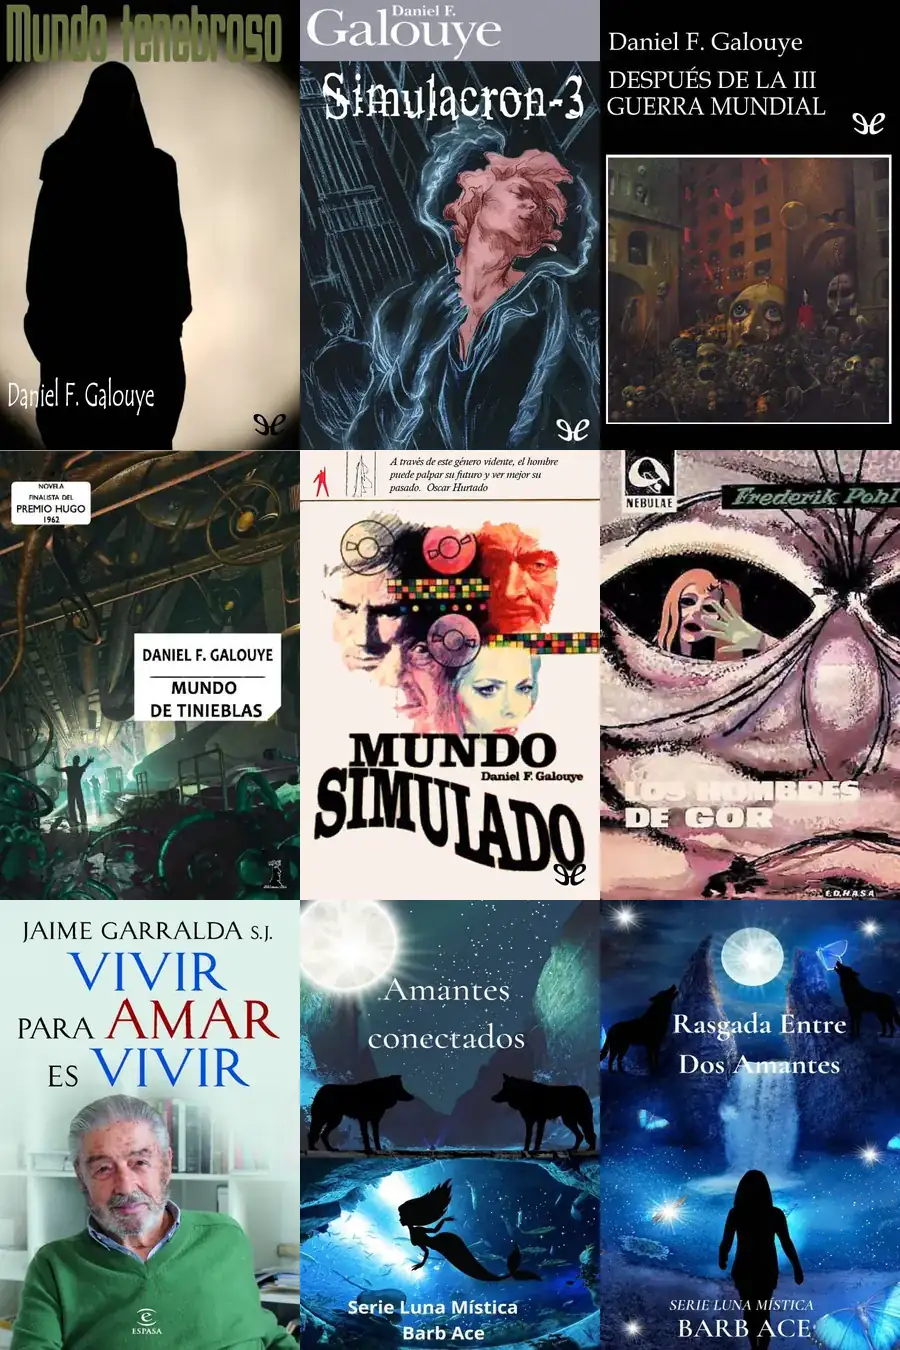 Mundo tenebroso
Daniel F. Galouye
Daniel F.
Galouye
Simulacron-3
Daniel F. Galouye
DESPUÉS DE LA III
GUERRA MUNDIAL
NOVELA
FINALISTA DEL
PREMIO HUGO
1962
DANIEL F. GALOUYE
MUNDO
DE TINIEBLAS
A través de este género vidente, el hombre
puede palpar su futuro y ver mejor su
pasado. Oscar Hurtado
MUNDO
Daniel F. Galouye
SIMULADO
NEBULAE
Frederik Pohl
LOS HOMBRES
DE GOR
E.D.H.A.S.A.
JAIME GARRALDA S.J.
VIVIR
PARA AMAR
ES VIVIR
ESPASA
Amantes
conectados
Serie Luna Mística
Barb Ace
Rasgada Entre
Dos Amantes
SERIE LUNA MÍSTICA
BARB ACE